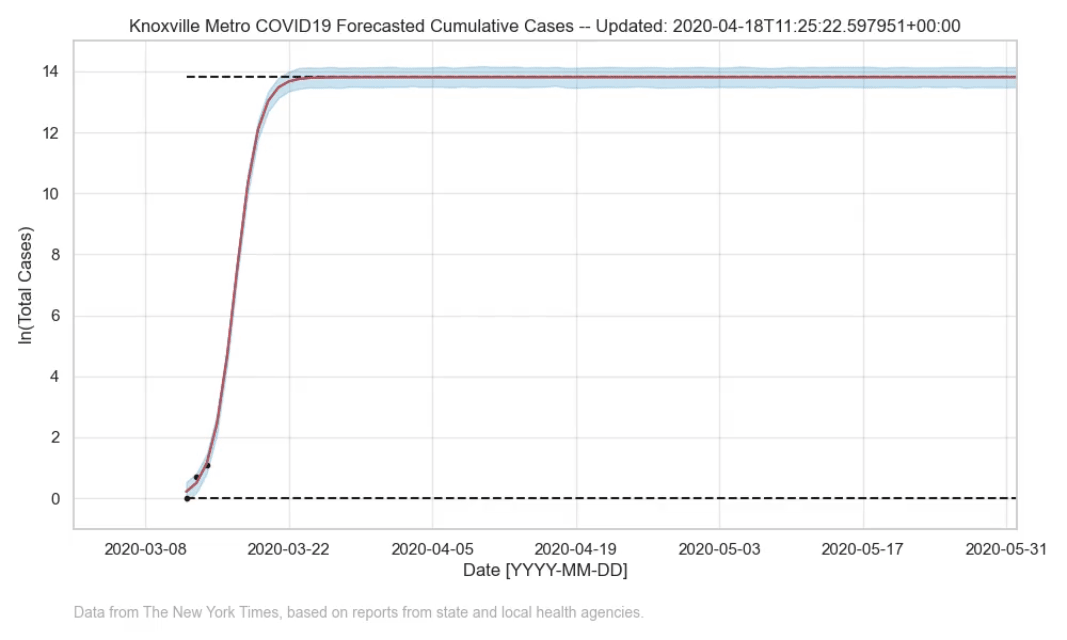 Knoxville Metro COVID19 Forecasted Cumulative Cases -- Updated: 2020-04-18T11:25:22.597951+00:00
14
12
10
8
6
4
2
0
ln(Total Cases)
2020-03-08 2020-03-22 2020-04-05 2020-04-19 2020-05-03 2020-05-17 2020-05-31
Date [YYYY-MM-DD]
Data from The New York Times, based on reports from state and local health agencies.